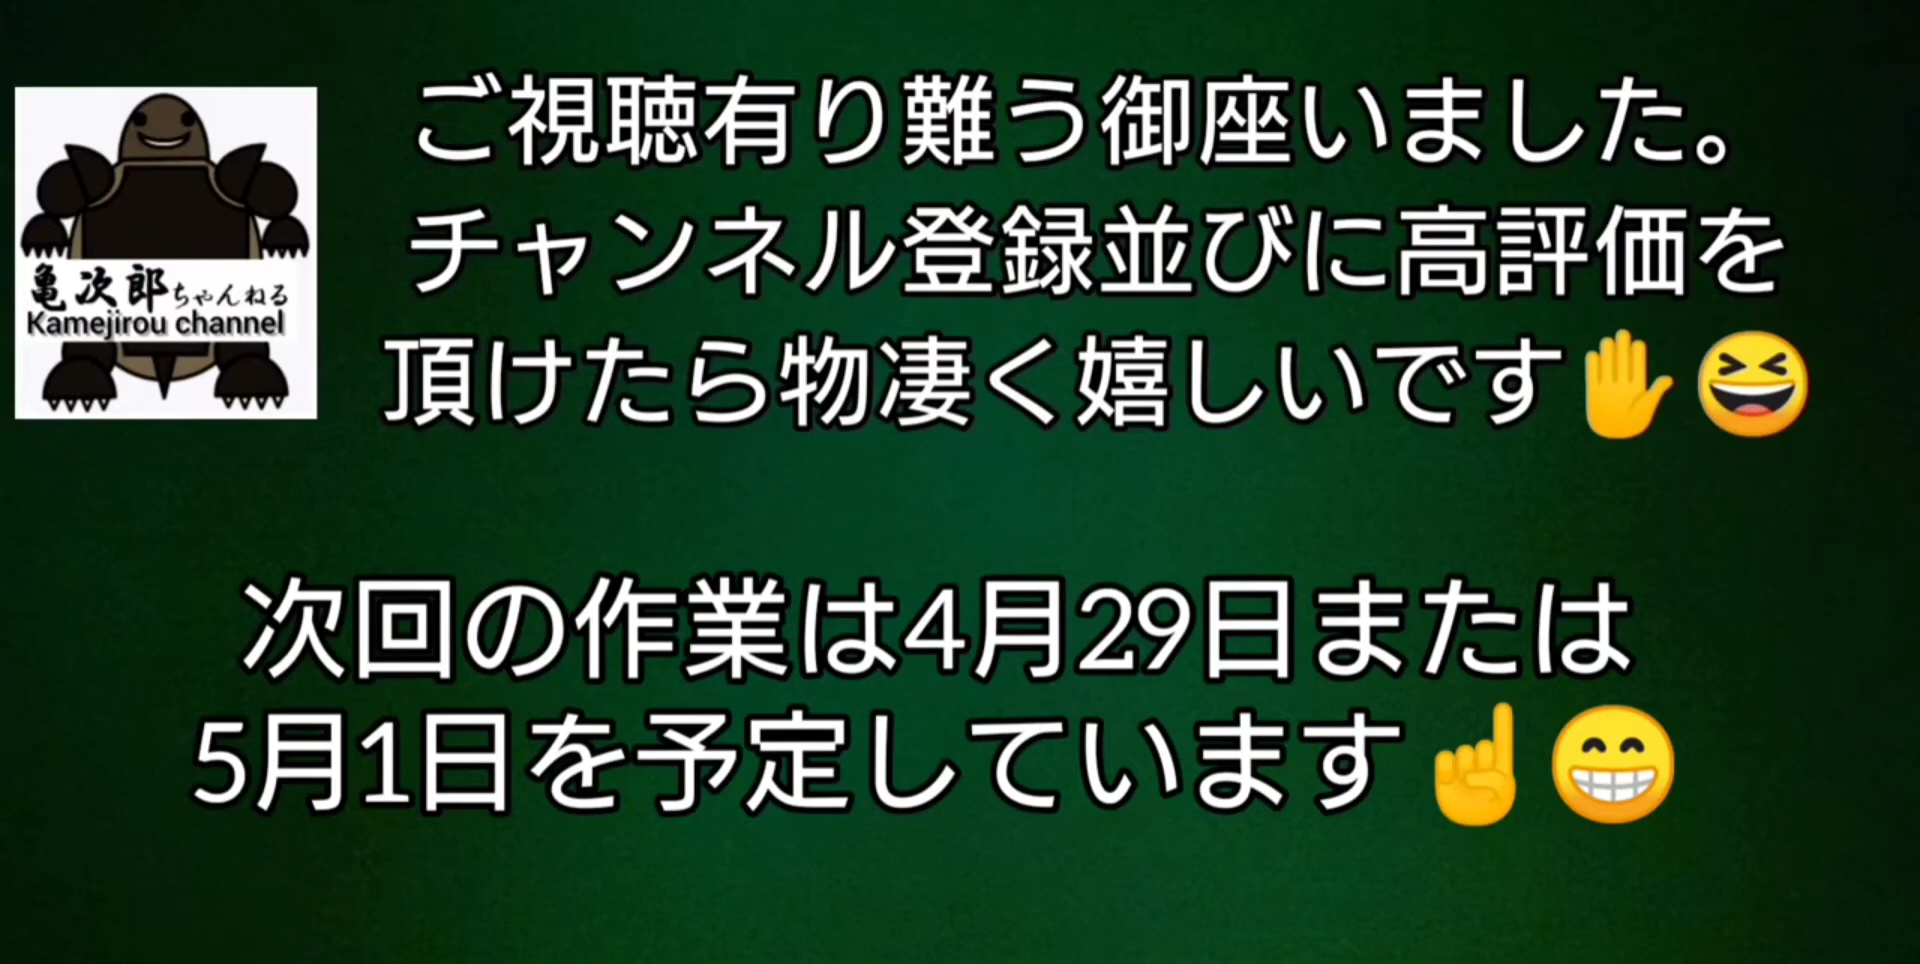 ご視聴有り難う御座いました。
チャンネル登録並びに高評価を
頂けたら物凄く嬉しいです✋😆
亀次郎ちゃんねる
Kamejirou channel
次回の作業は4月29日または
5月1日を予定しています☝😁